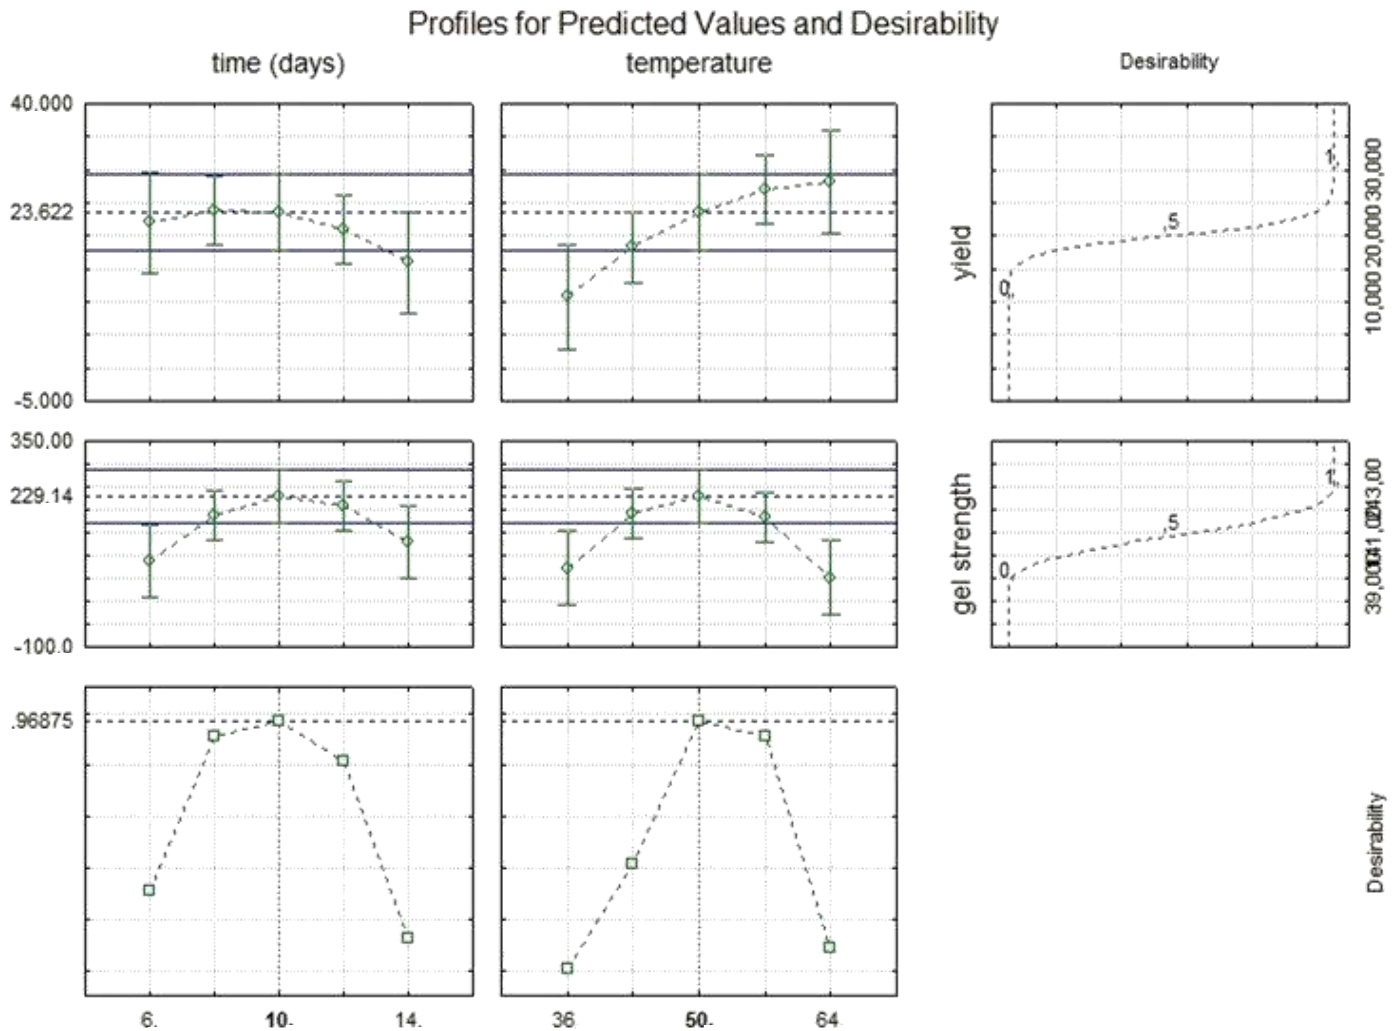 Profiles for Predicted Values and Desirability
time (days) temperature Desirability
40.000
23.622
-5.000
1
,5
0,
yield
10,000 20,000 30,000
350.00
229.14
-100.0
1
,5
0
gel strength
.96875
Desirability
6. 10. 14. 36. 50. 64.